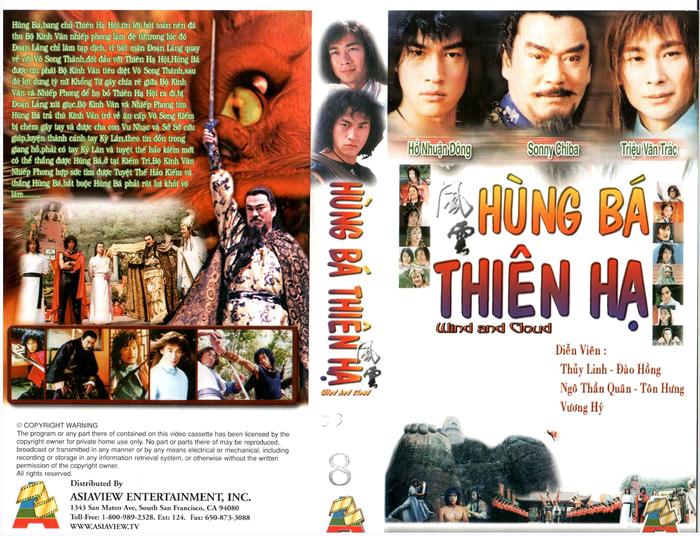 Hùng Bá,bang chủ Thiên Hạ Hội,tin lời bói toán nên đã
thu Bộ Kinh Vân nhiếp phong làm đệ tử,trong lúc đó
Đoạn Lãng chỉ làm tạp dịch, vì bất mãn Đoạn Lãng quay
về với Vô Song Thành,đối đầu với Thiên Hạ Hội,Hùng Bá
được tin phải Bộ Kinh Vân tiêu diệt Vô Song Thành,sau
đó lợi dung tỳ nữ Khổng Từ gây chia rẽ giữa Bộ Kinh
Vân và Nhiếp Phong để họ bỏ Thiên Hạ Hội ra đi.bị
Đoạn Lãng xúi giục.Bộ Kinh Vân và Nhiếp Phong tìm
Hùng Bá trả thù Kinh Vân trở về ăn cấp Vô Song Kiếm
bị chém gãy tay và được cha con Vu Nhạc và Sở Sở cứu
giúp,luyện thành cánh tay Kỳ Lân,theo tin đồn trong
giang hồ,phải có tay Kỳ Lân và tuyệt thế hảo kiếm mới
có thể thắng được Hùng Bá,ở tại Kiếm Trì,Bộ Kinh Vân
Nhiếp Phong hợp sức tìm được Tuyệt Thế Hảo Kiếm và
thắng Hùng Bá,bắt buộc Hùng Bá phải rút lui khỏi võ
lâm........
© COPYRIGHT WARNING
The program or any part there of contained on this video cassette has been licensed by the
copyright owner for private home use only. No part or parts there of may be reproduced,
broadcast or transmitted in any manner or by any means electrical or mechanical, including
recording or storage in any information retrieval system, or otherwise without the written
permission of the copyright owner.
All rights reserved.
Distributed By
ASIAVIEW ENTERTAINMENT, INC.
1343 San Mateo Ave, South San Francisco, CA 94080
Toll-Free: 1-800-989-2328. Ext: 124. Fax: 650-873-3088
WWW.ASIAVIEW.TV
HÙNG BÁ THIÊN HẠ
風雲
Wind and Cloud
33
8
Hồ Nhuận Đông
Sonny Chiba
Triệu Văn Trác
風雲
HÙNG BÁ
THIÊN HẠ
Wind and Cloud
Diễn Viên :
Thủy Linh - Đào Hồng
Ngô Thần Quân - Tôn Hưng
Vương Hý